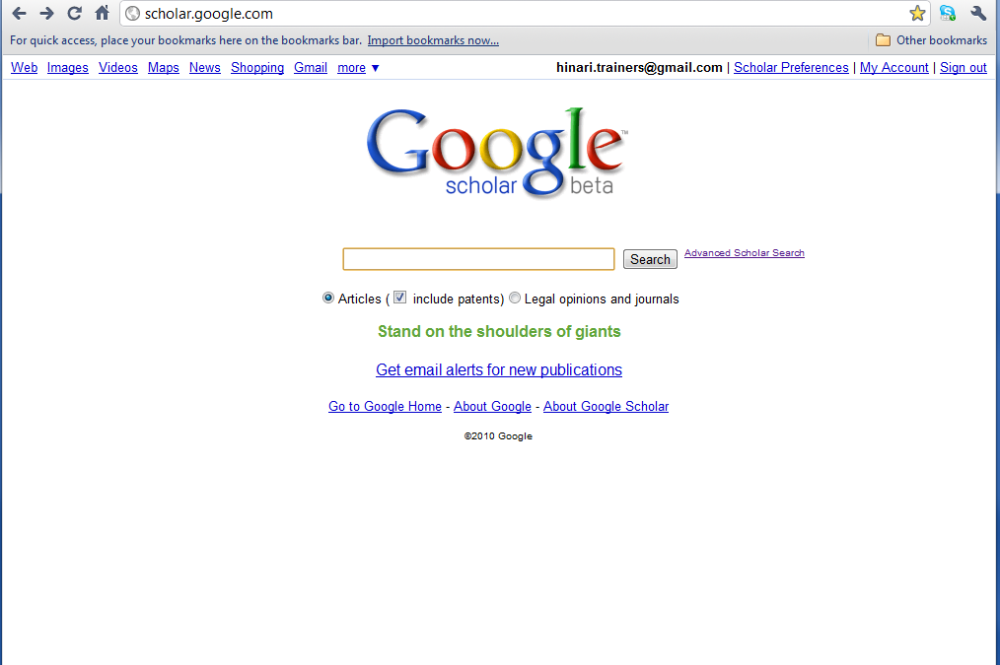 scholar.google.com
For quick access, place your bookmarks here on the bookmarks bar. Import bookmarks now... Other bookmarks
Web Images Videos Maps News Shopping Gmail more ▼ hinari.trainers@gmail.com | Scholar Preferences | My Account | Sign out
Google™
scholar beta
Search Advanced Scholar Search
Articles ( include patents) Legal opinions and journals
Stand on the shoulders of giants
Get email alerts for new publications
Go to Google Home - About Google - About Google Scholar
©2010 Google